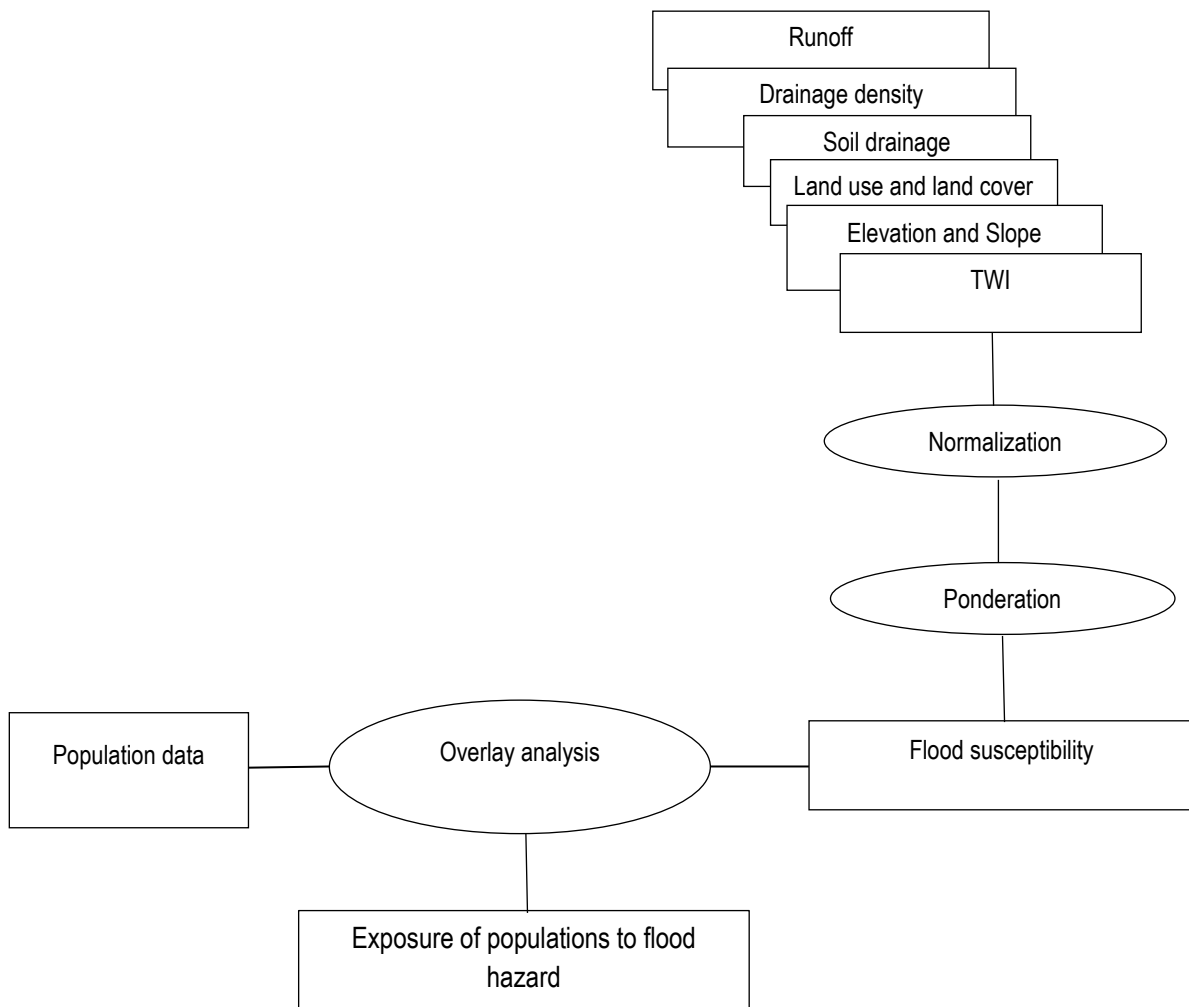 Runoff
Drainage density
Soil drainage
Land use and land cover
Elevation and Slope
TWI
Normalization
Ponderation
Population data
Overlay analysis
Flood susceptibility
Exposure of populations to flood
hazard